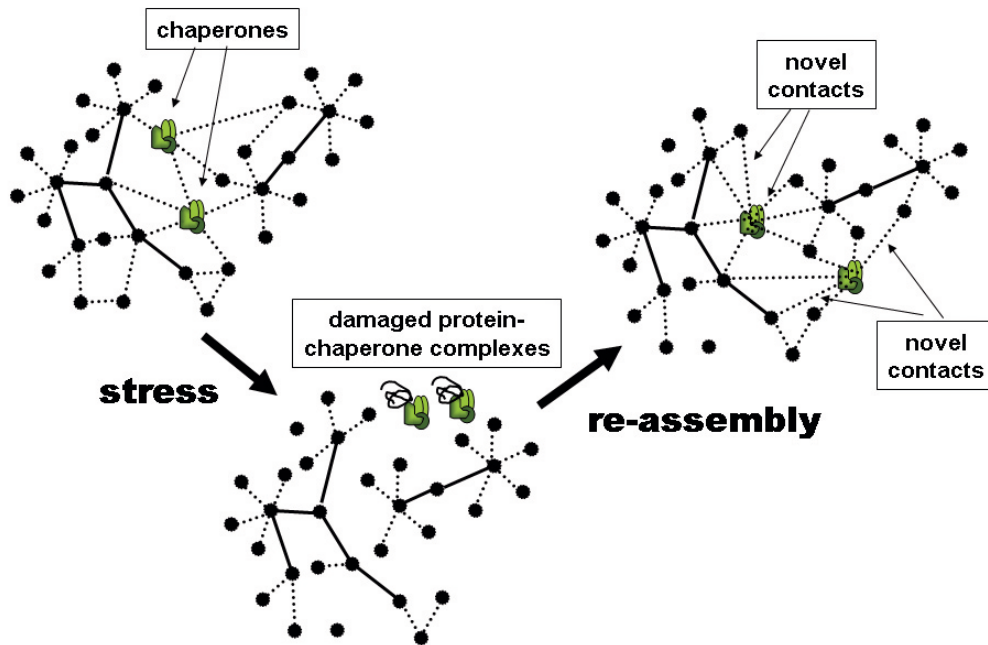 chaperones
novel
contacts
damaged protein-
chaperone complexes
novel
contacts
stress
re-assembly